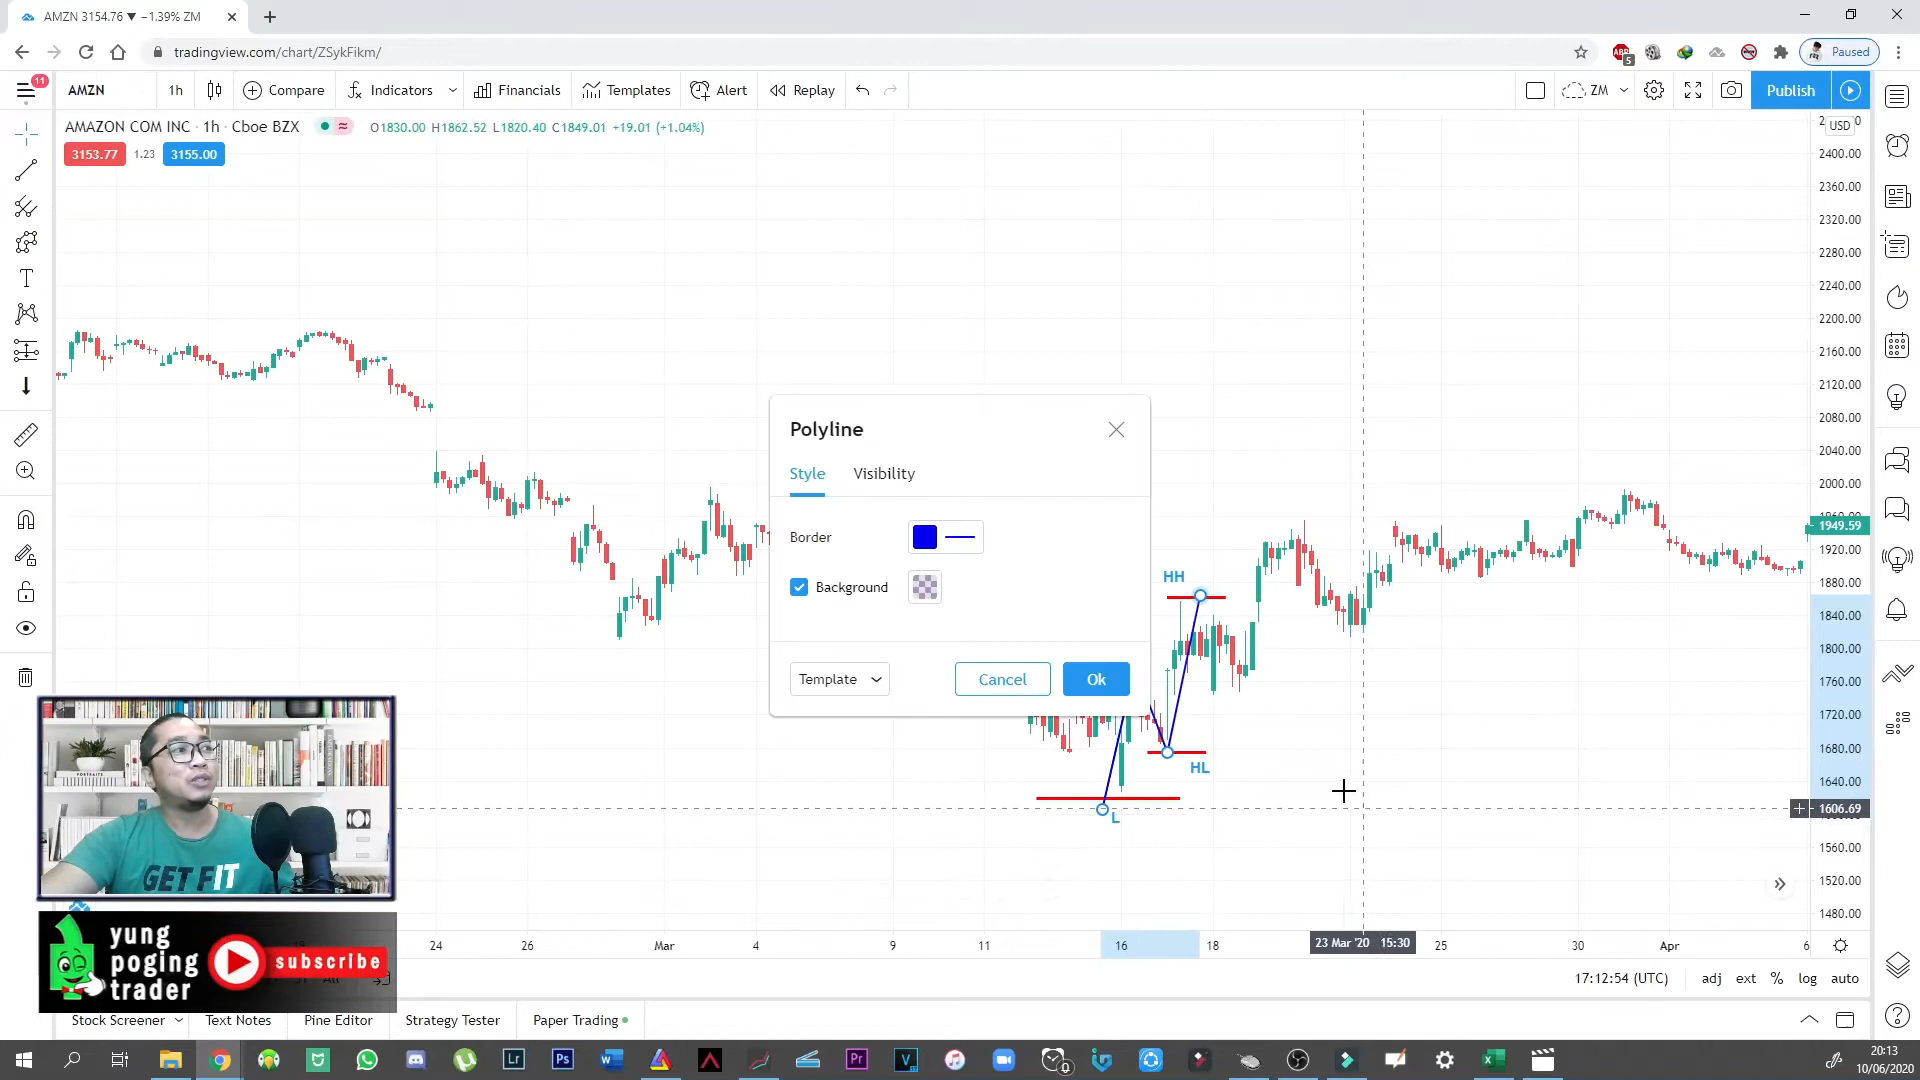 AMZN 3154.76 ▼ −1.39% ZM
tradingview.com/chart/ZSykFikm/
5
Paused
11
AMZN
1h
Compare
Indicators
Financials
Templates
Alert
Replay
ZM
Publish
AMAZON COM INC · 1h · Cboe BZX
O1830.00 H1862.52 L1820.40 C1849.01 +19.01 (+1.04%)
3153.77
1.23
3155.00
USD
2400.00
2360.00
2320.00
2280.00
2240.00
2200.00
2160.00
2120.00
2080.00
2040.00
2000.00
1949.59
1920.00
1880.00
1840.00
1800.00
1760.00
1720.00
1680.00
1640.00
1606.69
1560.00
1520.00
1480.00
Polyline
Style
Visibility
Border
Background
Template
Cancel
Ok
HH
HL
L
GET FIT
yung
poging
trader
subscribe
24
26
Mar
4
9
11
16
18
23 Mar '20 15:30
25
30
Apr
6
17:12:54 (UTC)
adj
ext
%
log
auto
Stock Screener
Text Notes
Pine Editor
Strategy Tester
Paper Trading
Lr
Ps
Pr
20:13
10/06/2020